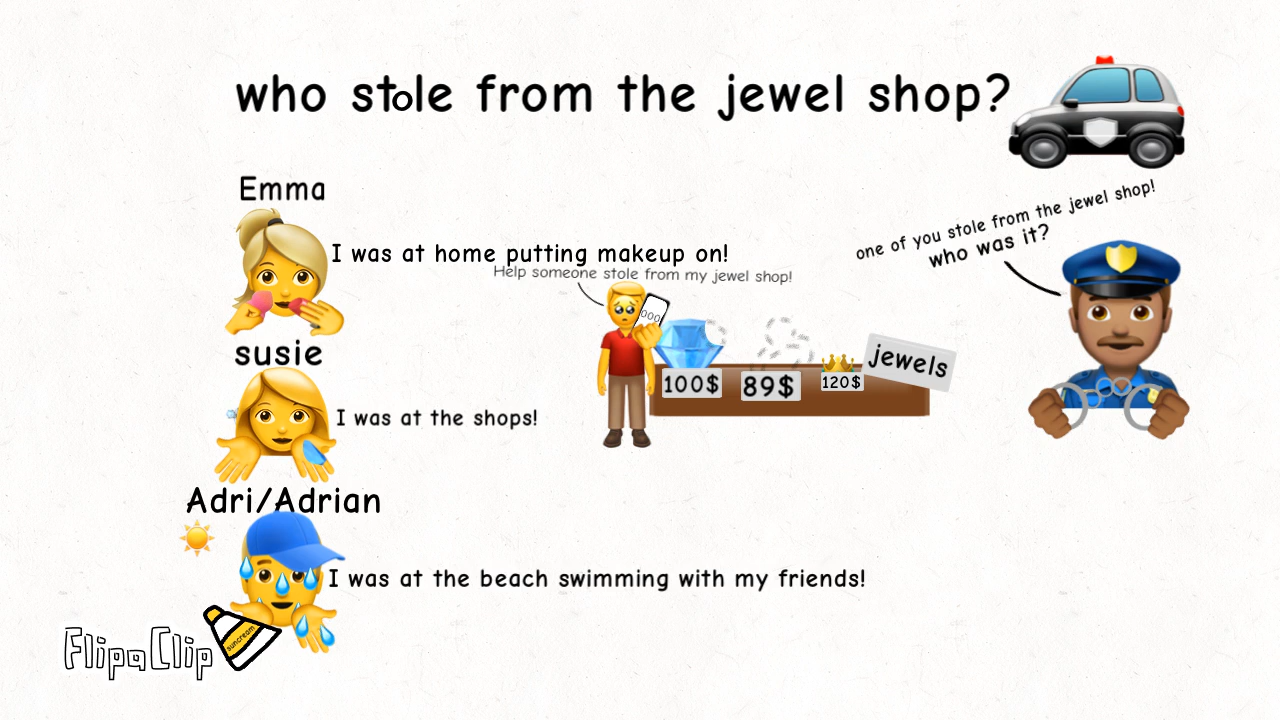 who stole from the jewel shop?
Emma
I was at home putting makeup on!
Help someone stole from my jewel shop!
one of you stole from the jewel shop!
who was it?
000
jewels
100$
89$
120$
susie
I was at the shops!
Adri/Adrian
I was at the beach swimming with my friends!
suncream
FlipaClip